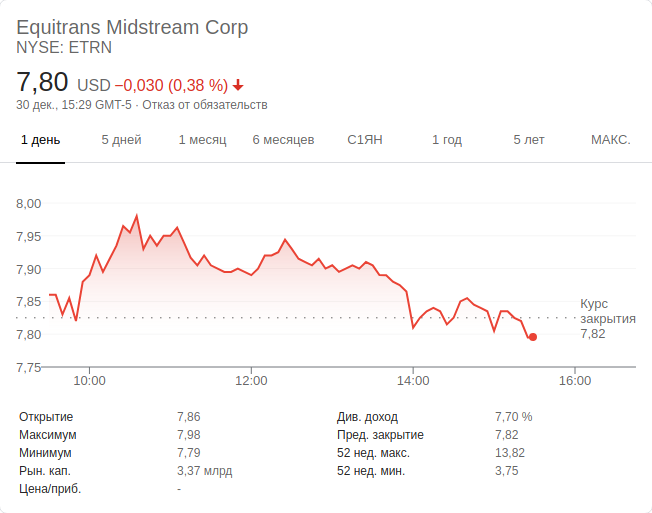 Equitrans Midstream Corp
NYSE: ETRN
7,80 USD −0,030 (0,38 %)
30 дек., 15:29 GMT-5 · Отказ от обязательств
1 день 5 дней 1 месяц 6 месяцев С1ЯН 1 год 5 лет МАКС.
8,00
7,95
7,90
7,85
7,80
7,75
Курс
закрытия
7,82
10:00 12:00 14:00 16:00
Открытие 7,86 Див. доход 7,70 %
Максимум 7,98 Пред. закрытие 7,82
Минимум 7,79 52 нед. макс. 13,82
Рын. кап. 3,37 млрд 52 нед. мин. 3,75
Цена/приб. -